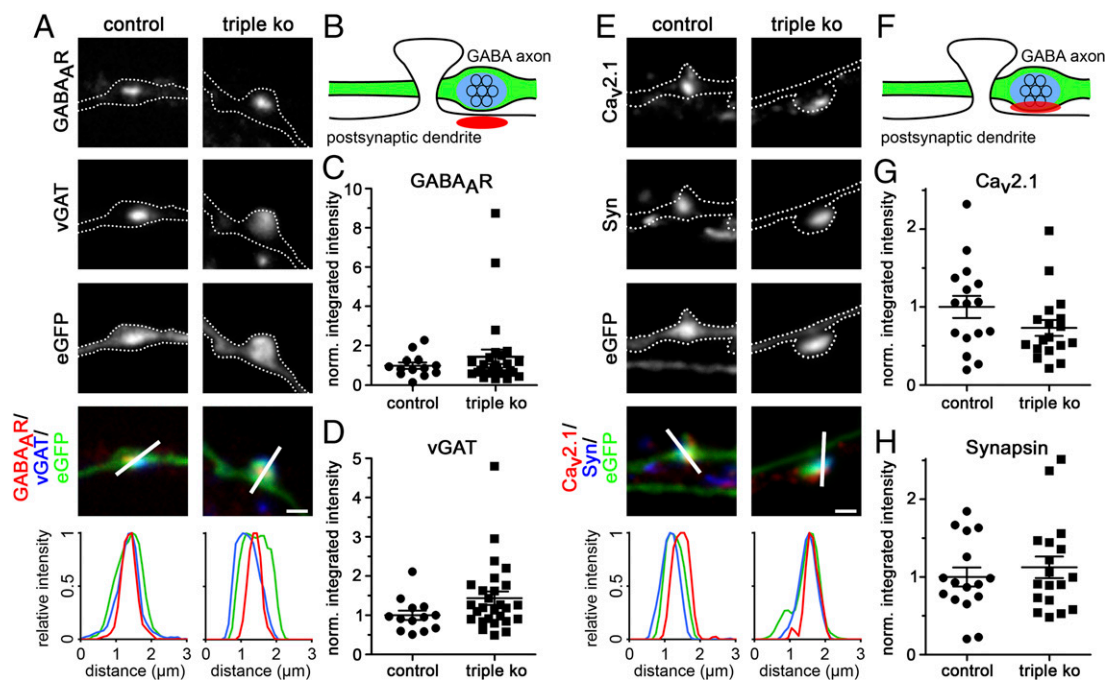 A
control
triple ko
GABAAR
vGAT
eGFP
GABAAR/
vGAT/
eGFP
relative intensity
1
0.5
0
0 1 2 3
distance (µm)
0 1 2 3
distance (µm)
B
GABA axon
postsynaptic dendrite
C
GABAAR
norm. integrated intensity
10
8
6
4
2
0
control
triple ko
D
vGAT
norm. integrated intensity
5
4
3
2
1
0
control
triple ko
E
control
triple ko
Cav2.1
Syn
eGFP
Cav2.1/
Syn/
eGFP
relative intensity
1
0.5
0
0 1 2 3
distance (µm)
0 1 2 3
distance (µm)
F
GABA axon
postsynaptic dendrite
G
Cav2.1
norm. integrated intensity
2
1
0
control
triple ko
H
Synapsin
norm. integrated intensity
2
1
0
control
triple ko